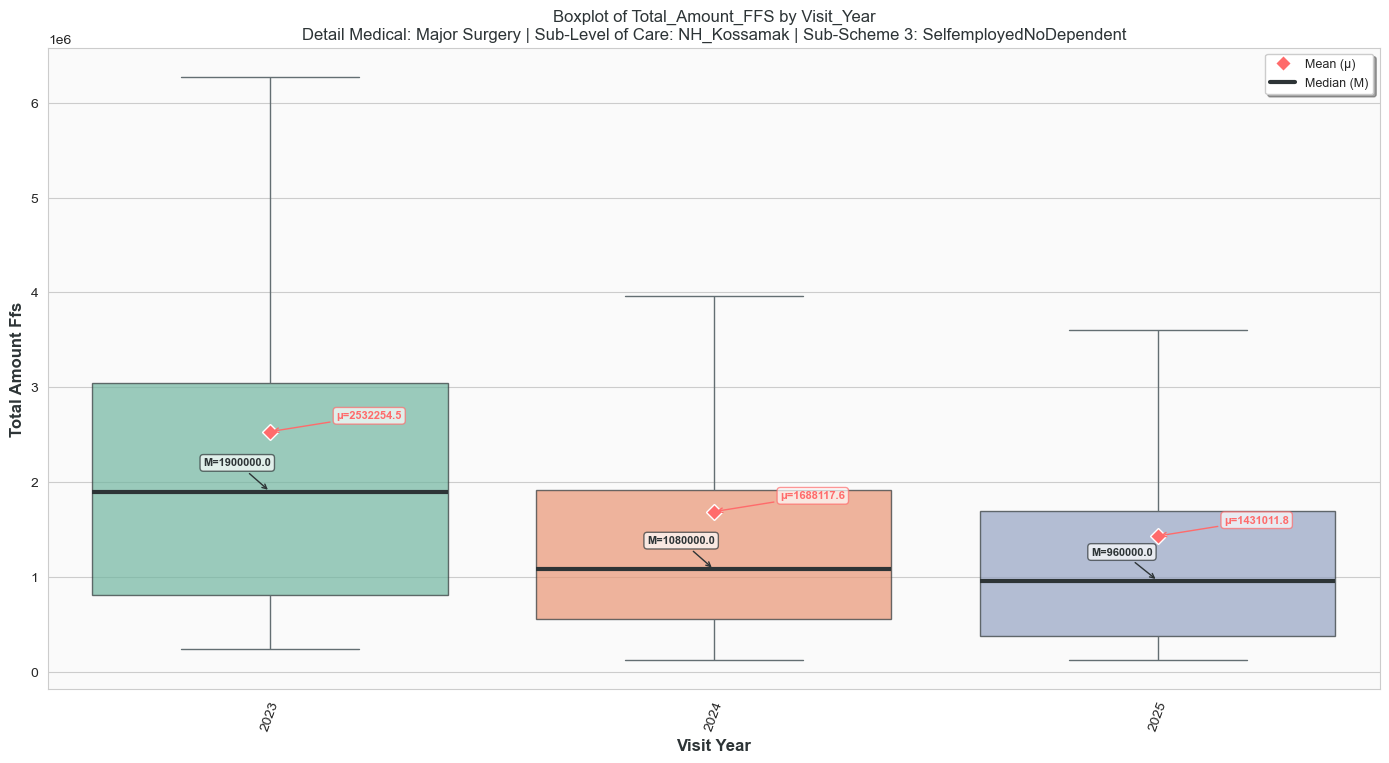 Boxplot of Total_Amount_FFS by Visit_Year
Detail Medical: Major Surgery | Sub-Level of Care: NH_Kossamak | Sub-Scheme 3: SelfemployedNoDependent
1e6
Mean (μ)
Median (M)
6
5
4
3
2
1
0
Total Amount Ffs
μ=2532254.5
M=1900000.0
μ=1688117.6
M=1080000.0
μ=1431011.8
M=960000.0
2023
2024
2025
Visit Year